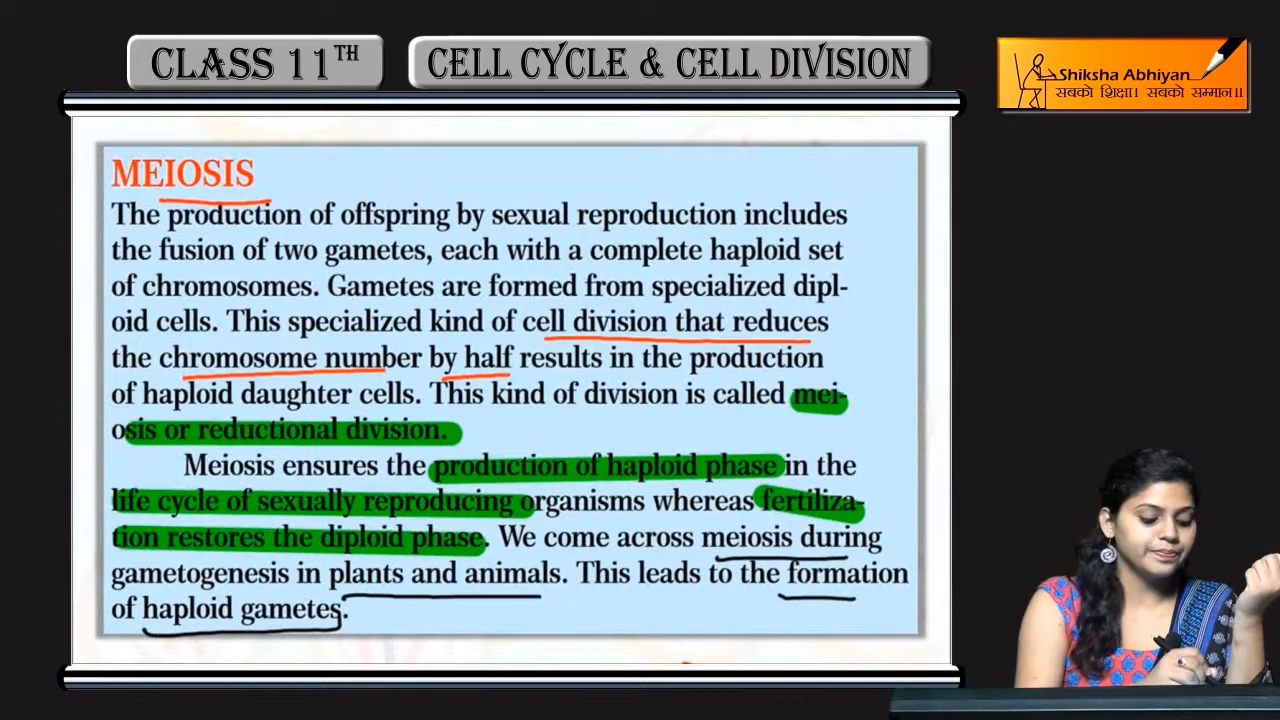 CLASS 11TH
CELL CYCLE & CELL DIVISION
Shiksha Abhiyan
सबको शिक्षा। सबको सम्मान॥
MEIOSIS
The production of offspring by sexual reproduction includes
the fusion of two gametes, each with a complete haploid set
of chromosomes. Gametes are formed from specialized dipl-
oid cells. This specialized kind of cell division that reduces
the chromosome number by half results in the production
of haploid daughter cells. This kind of division is called mei-
osis or reductional division.
Meiosis ensures the production of haploid phase in the
life cycle of sexually reproducing organisms whereas fertiliza-
tion restores the diploid phase. We come across meiosis during
gametogenesis in plants and animals. This leads to the formation
of haploid gametes.